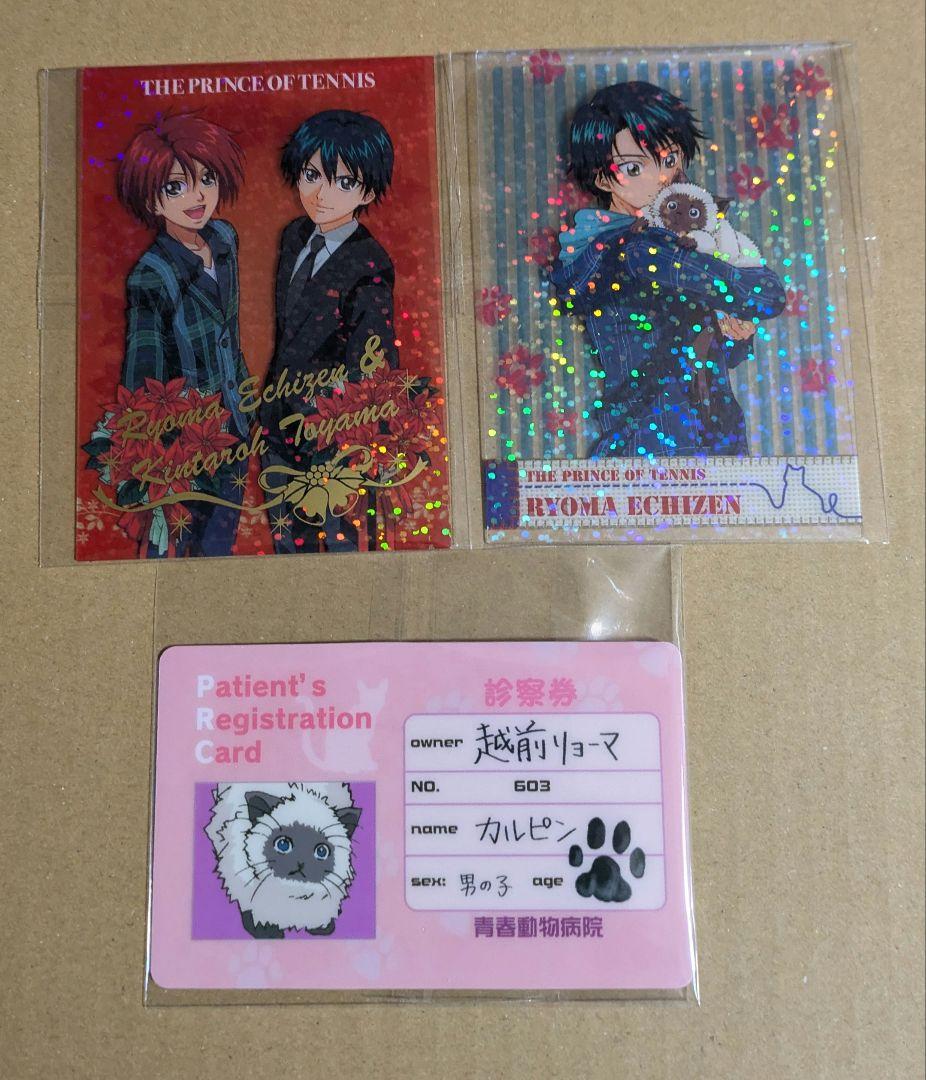 THE PRINCE OF TENNIS
Ryoma Echizen &
Kintaroh Toyama
THE PRINCE OF TENNIS
RYOMA ECHIZEN
Patient's
Registration
Card
診察券
owner 越前リョーマ
NO. 603
name カルピン
sex: 男の子 age
青春動物病院